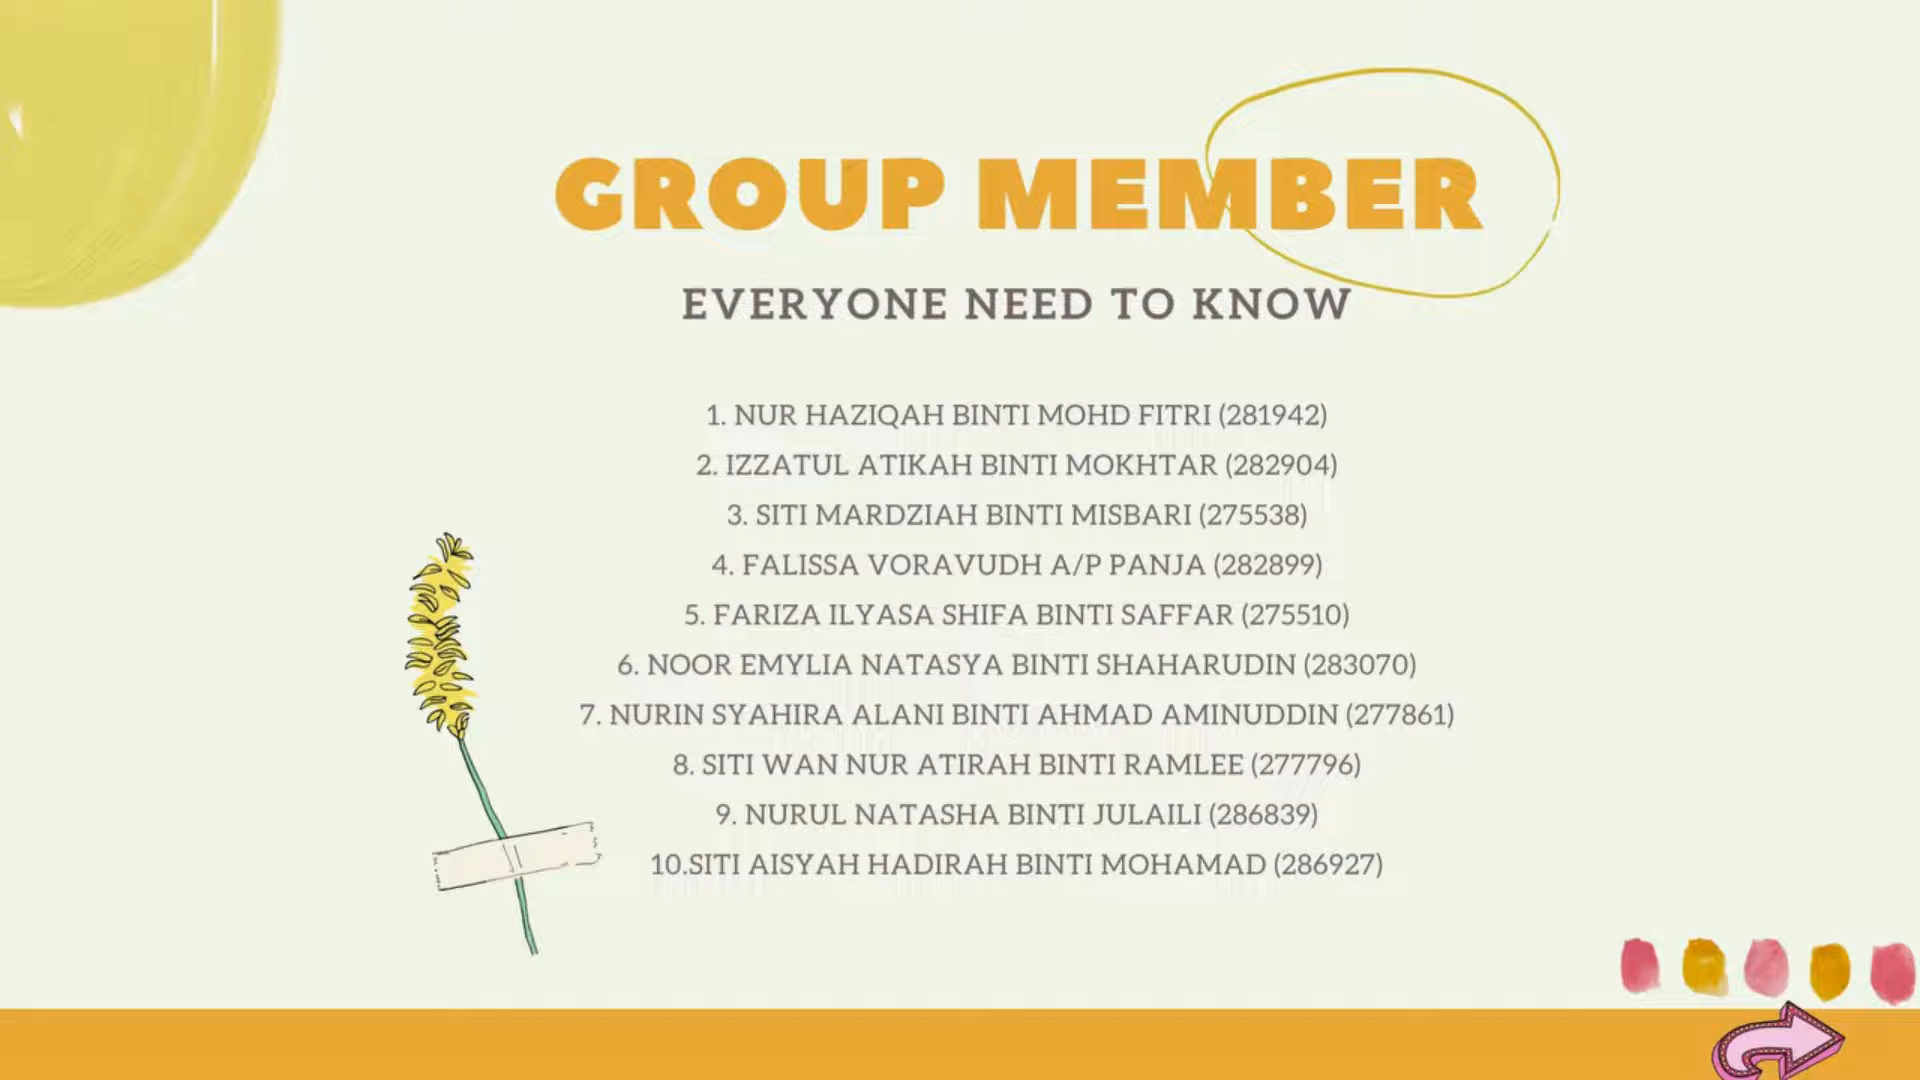 GROUP MEMBER
EVERYONE NEED TO KNOW
1. NUR HAZIQAH BINTI MOHD FITRI (281942)
2. IZZATUL ATIKAH BINTI MOKHTAR (282904)
3. SITI MARDZIAH BINTI MISBARI (275538)
4. FALISSA VORAVUDH A/P PANJA (282899)
5. FARIZA ILYASA SHIFA BINTI SAFFAR (275510)
6. NOOR EMYLIA NATASYA BINTI SHAHARUDIN (283070)
7. NURIN SYAHIRA ALANI BINTI AHMAD AMINUDDIN (277861)
8. SITI WAN NUR ATIRAH BINTI RAMLEE (277796)
9. NURUL NATASHA BINTI JULAILI (286839)
10.SITI AISYAH HADIRAH BINTI MOHAMAD (286927)